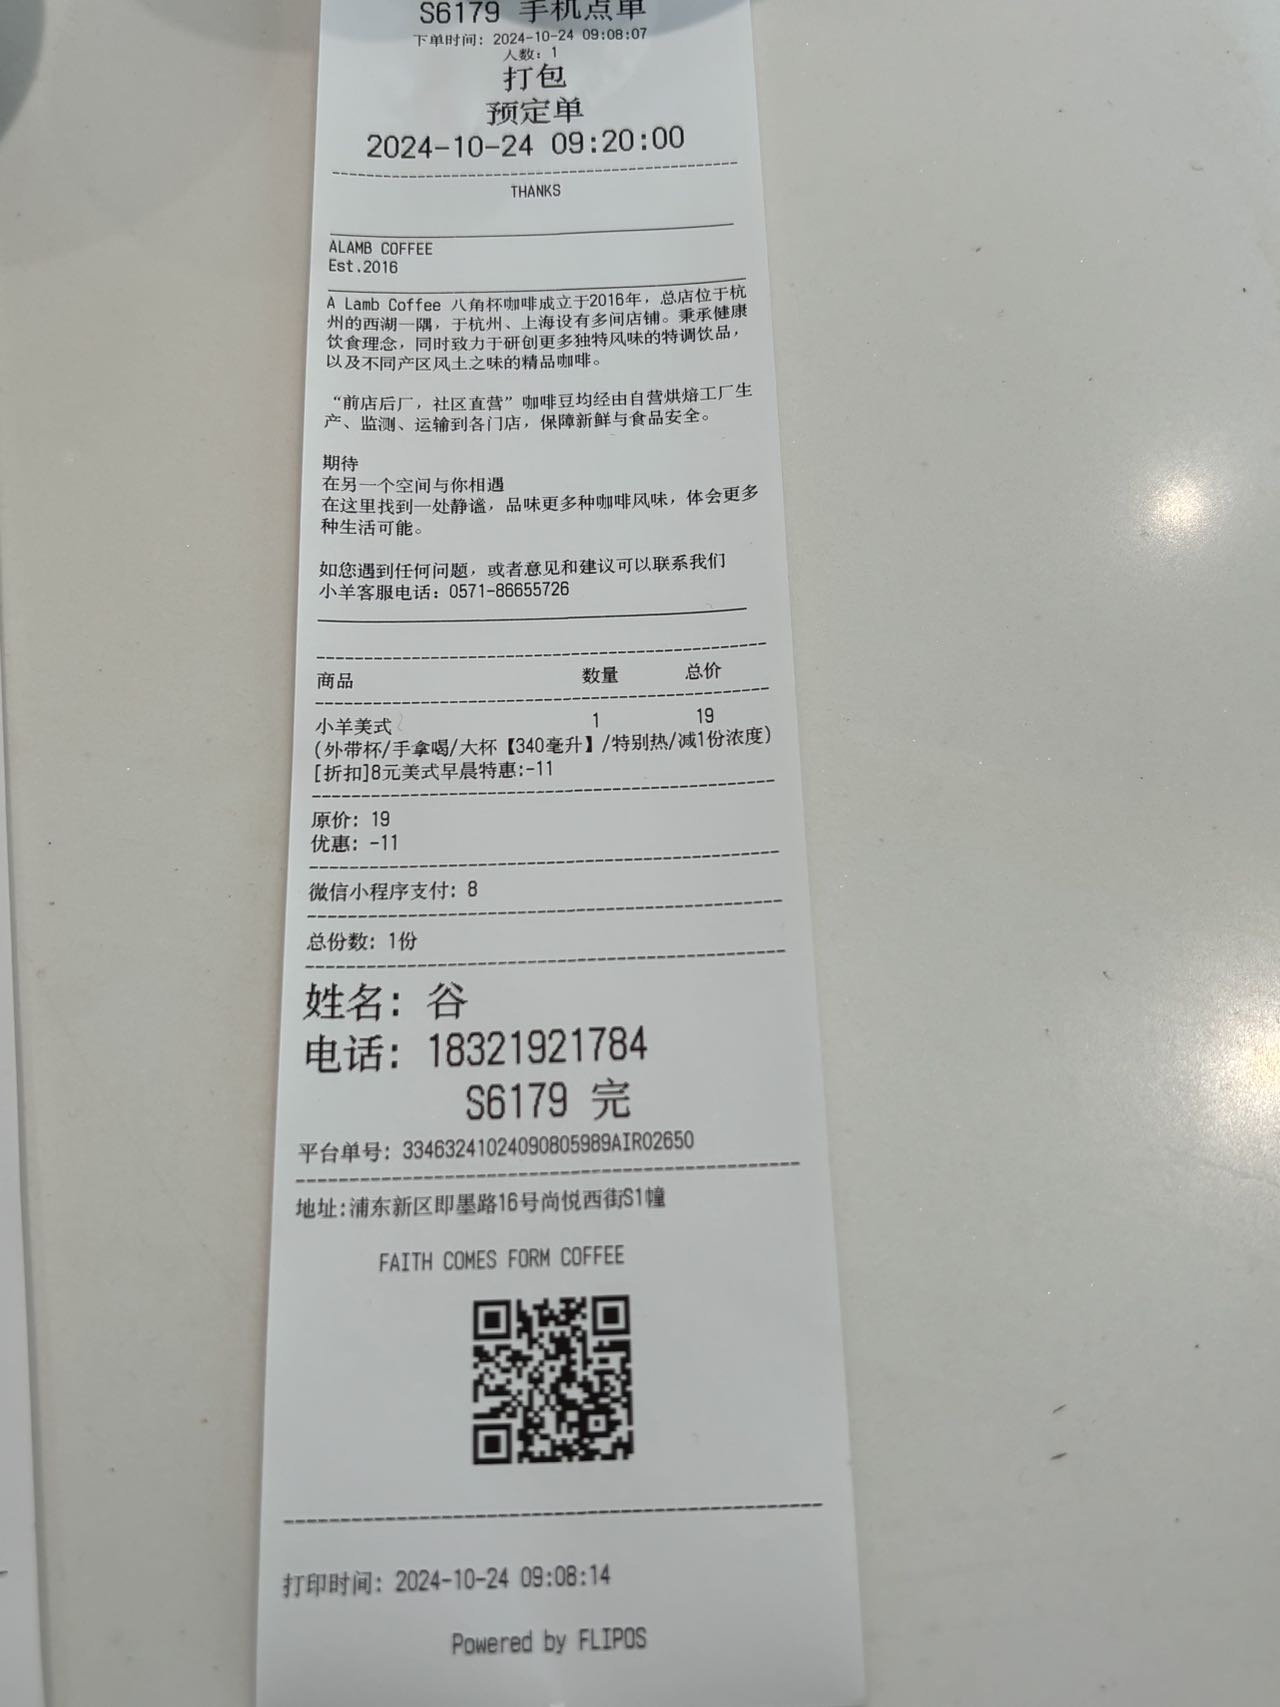 S6179 手机点单
下单时间: 2024-10-24 09:08:07
人数: 1
打包
预定单
2024-10-24 09:20:00
THANKS
ALAMB COFFEE
Est.2016
A Lamb Coffee 八角杯咖啡成立于2016年，总店位于杭
州的西湖一隅，于杭州、上海设有多间店铺。秉承健康
饮食理念，同时致力于研创更多独特风味的特调饮品，
以及不同产区风土之味的精品咖啡。
“前店后厂，社区直营”咖啡豆均经由自营烘焙工厂生
产、监测、运输到各门店，保障新鲜与食品安全。
期待
在另一个空间与你相遇
在这里找到一处静谧，品味更多种咖啡风味，体会更多
种生活可能。
如您遇到任何问题，或者意见和建议可以联系我们
小羊客服电话: 0571-86655726
商品 数量 总价
小羊美式 1 19
(外带杯/手拿喝/大杯【340毫升】/特别热/减1份浓度)
[折扣]8元美式早晨特惠:-11
原价: 19
优惠: -11
微信小程序支付: 8
总份数: 1份
姓名: 谷
电话: 18321921784
S6179 完
平台单号: 33463241024090805989AIR02650
地址:浦东新区即墨路16号尚悦西街S1幢
FAITH COMES FORM COFFEE
打印时间: 2024-10-24 09:08:14
Powered by FLIPOS